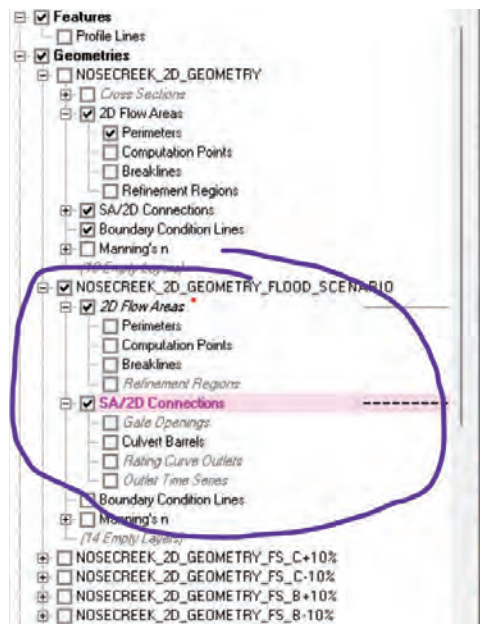 Features
Profile Lines
Geometries
NOSECREEK_2D_GEOMETRY
Cross Sections
2D Flow Areas
Perimeters
Computation Points
Breaklines
Refinement Regions
SA/2D Connections
Boundary Condition Lines
Manning's n
Empty Layers)
NOSECREEK_2D_GEOMETRY_FLOOD_SCENARIO
2D Flow Areas
Perimeters
Computation Points
Breaklines
Refinement Regions
SA/2D Connections
Gate Openings
Culvert Barrels
Rating Curve Outlets
Outlet Time Series
Boundary Condition Lines
Manning's n
(14 Empty Layers)
NOSECREEK_2D_GEOMETRY_FS_C+10%
NOSECREEK_2D_GEOMETRY_FS_C-10%
NOSECREEK_2D_GEOMETRY_FS_B+10%
NOSECREEK_2D_GEOMETRY_FS_B-10%